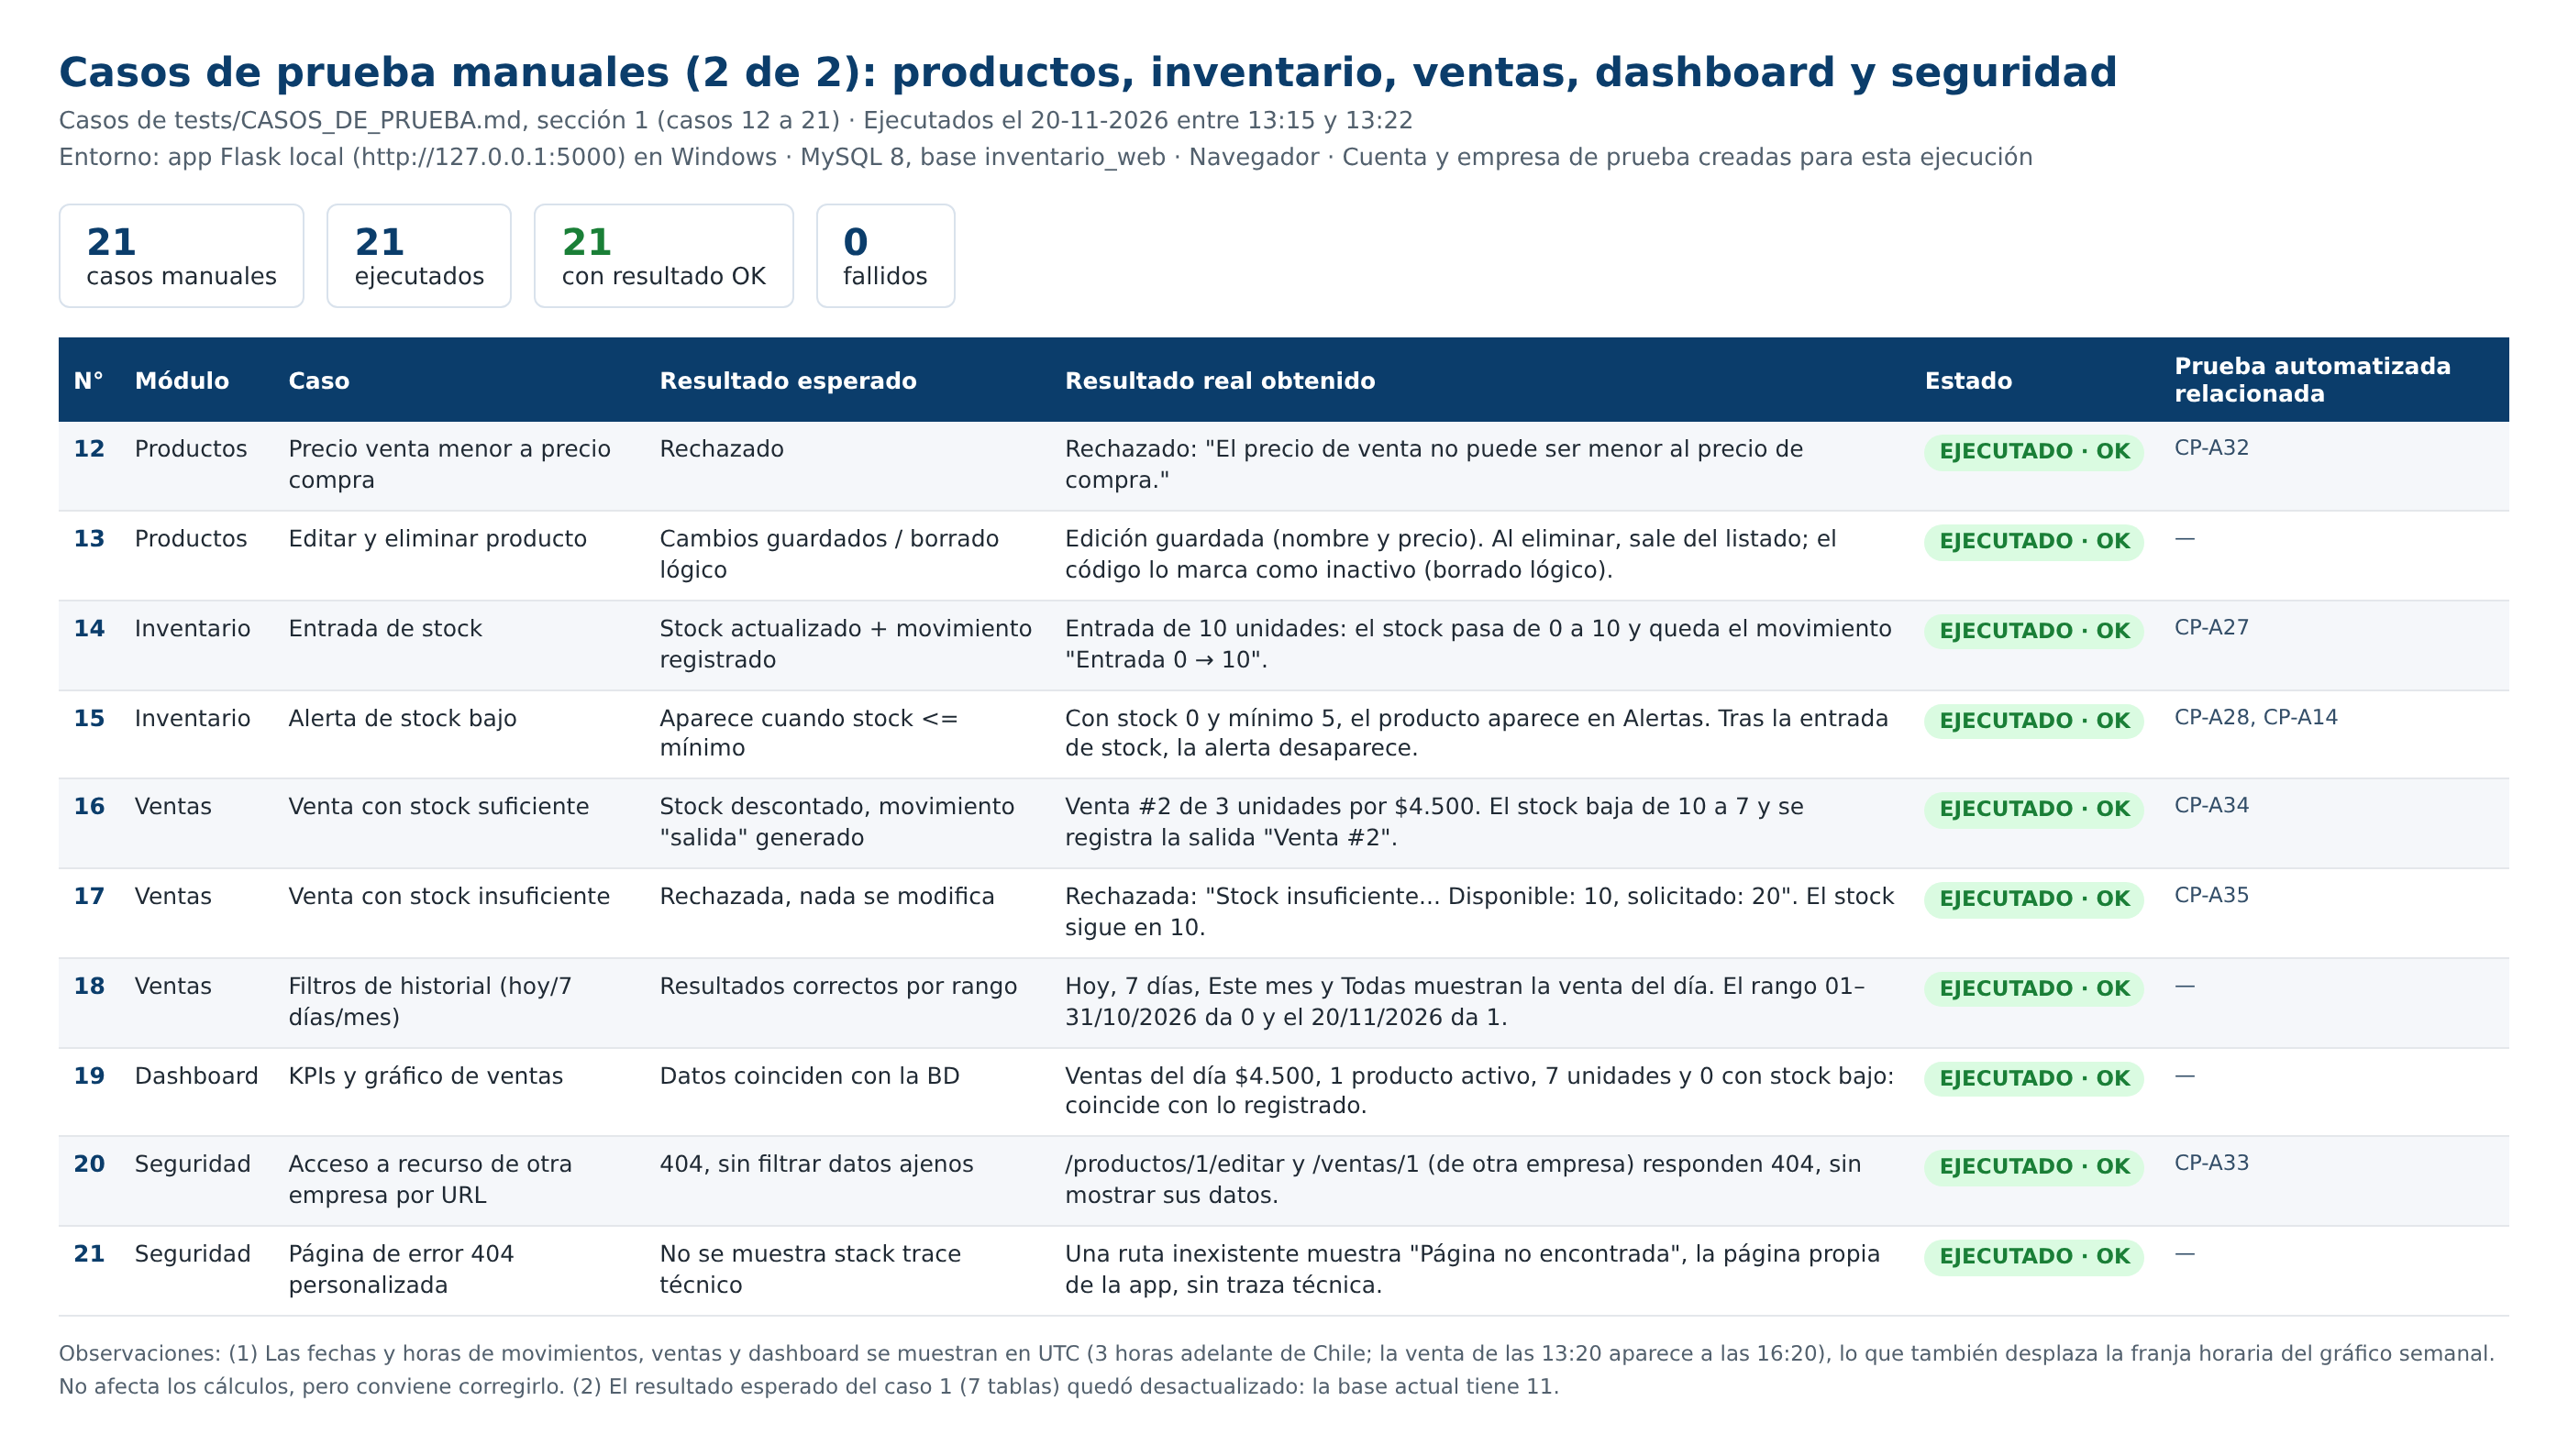 Casos de prueba manuales (2 de 2): productos, inventario, ventas, dashboard y seguridad
Casos de tests/CASOS_DE_PRUEBA.md, sección 1 (casos 12 a 21) · Ejecutados el 20-11-2026 entre 13:15 y 13:22
Entorno: app Flask local (http://127.0.0.1:5000) en Windows · MySQL 8, base inventario_web · Navegador · Cuenta y empresa de prueba creadas para esta ejecución
21
casos manuales
21
ejecutados
21
con resultado OK
0
fallidos
N° Módulo Caso Resultado esperado Resultado real obtenido Estado Prueba automatizada
relacionada
12 Productos Precio venta menor a precio Rechazado Rechazado: "El precio de venta no puede ser menor al precio de EJECUTADO · OK CP-A32
compra compra."
13 Productos Editar y eliminar producto Cambios guardados / borrado Edición guardada (nombre y precio). Al eliminar, sale del listado; el EJECUTADO · OK —
lógico código lo marca como inactivo (borrado lógico).
14 Inventario Entrada de stock Stock actualizado + movimiento Entrada de 10 unidades: el stock pasa de 0 a 10 y queda el movimiento EJECUTADO · OK CP-A27
registrado "Entrada 0 → 10".
15 Inventario Alerta de stock bajo Aparece cuando stock <= Con stock 0 y mínimo 5, el producto aparece en Alertas. Tras la entrada EJECUTADO · OK CP-A28, CP-A14
mínimo de stock, la alerta desaparece.
16 Ventas Venta con stock suficiente Stock descontado, movimiento Venta #2 de 3 unidades por $4.500. El stock baja de 10 a 7 y se EJECUTADO · OK CP-A34
"salida" generado registra la salida "Venta #2".
17 Ventas Venta con stock insuficiente Rechazada, nada se modifica Rechazada: "Stock insuficiente... Disponible: 10, solicitado: 20". El stock EJECUTADO · OK CP-A35
sigue en 10.
18 Ventas Filtros de historial (hoy/7 Resultados correctos por rango Hoy, 7 días, Este mes y Todas muestran la venta del día. El rango 01– EJECUTADO · OK —
días/mes) 31/10/2026 da 0 y el 20/11/2026 da 1.
19 Dashboard KPIs y gráfico de ventas Datos coinciden con la BD Ventas del día $4.500, 1 producto activo, 7 unidades y 0 con stock bajo: EJECUTADO · OK —
coincide con lo registrado.
20 Seguridad Acceso a recurso de otra 404, sin filtrar datos ajenos /productos/1/editar y /ventas/1 (de otra empresa) responden 404, sin EJECUTADO · OK CP-A33
empresa por URL mostrar sus datos.
21 Seguridad Página de error 404 No se muestra stack trace Una ruta inexistente muestra "Página no encontrada", la página propia EJECUTADO · OK —
personalizada técnico de la app, sin traza técnica.
Observaciones: (1) Las fechas y horas de movimientos, ventas y dashboard se muestran en UTC (3 horas adelante de Chile; la venta de las 13:20 aparece a las 16:20), lo que también desplaza la franja horaria del gráfico semanal.
No afecta los cálculos, pero conviene corregirlo. (2) El resultado esperado del caso 1 (7 tablas) quedó desactualizado: la base actual tiene 11.